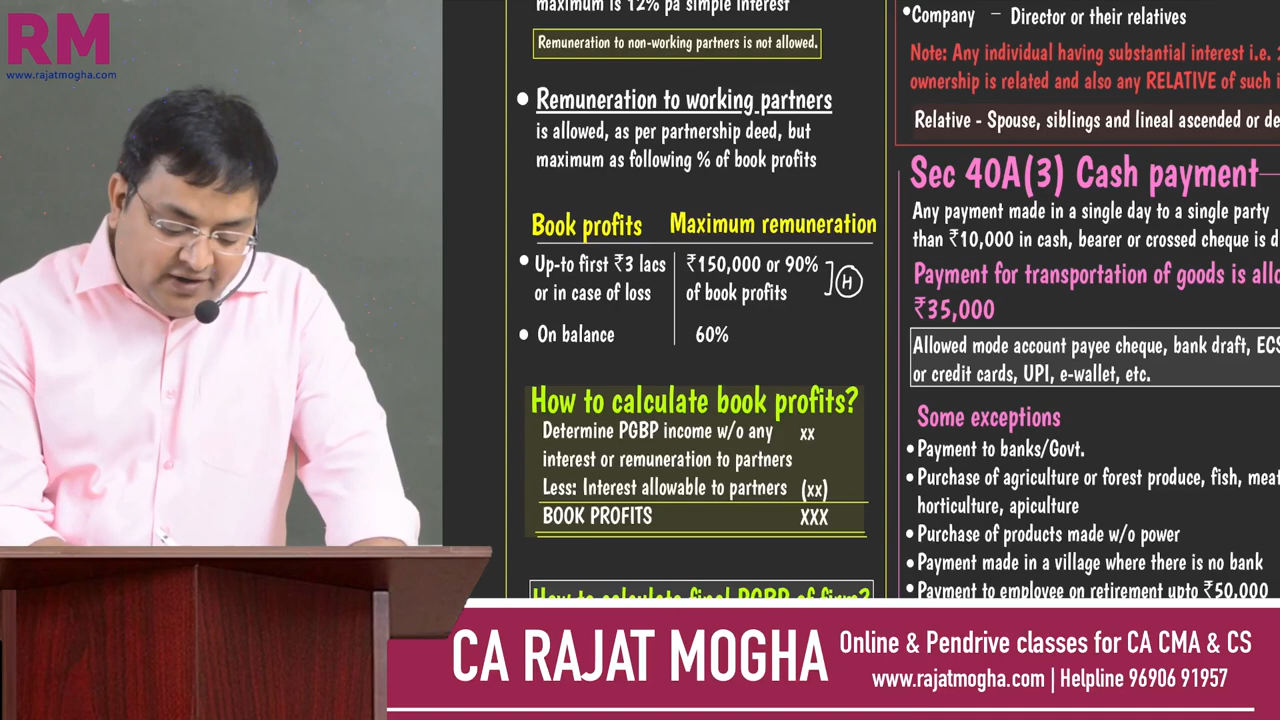 RM
www.rajatmogha.com
maximum is 12% pa simple interest
Remuneration to non-working partners is not allowed.
• Remuneration to working partners
is allowed, as per partnership deed, but
maximum as following % of book profits
Book profits Maximum remuneration
• Up-to first ₹3 lacs ₹150,000 or 90%
or in case of loss of book profits
H
• On balance 60%
How to calculate book profits?
Determine PGBP income w/o any xx
interest or remuneration to partners
Less: Interest allowable to partners (xx)
BOOK PROFITS XXX
How to calculate final PGBP of firm?
• Company – Director or their relatives
Note: Any individual having substantial interest i.e.
ownership is related and also any RELATIVE of such
Relative - Spouse, siblings and lineal ascended or
Sec 40A(3) Cash payment
Any payment made in a single day to a single party
than ₹10,000 in cash, bearer or crossed cheque is
Payment for transportation of goods is
₹35,000
Allowed mode account payee cheque, bank draft, ECS
or credit cards, UPI, e-wallet, etc.
Some exceptions
• Payment to banks/Govt.
• Purchase of agriculture or forest produce, fish, meat
horticulture, apiculture
• Purchase of products made w/o power
• Payment made in a village where there is no bank
• Payment to employee on retirement upto ₹50,000
CA RAJAT MOGHA
Online & Pendrive classes for CA CMA & CS
www.rajatmogha.com | Helpline 96906 91957